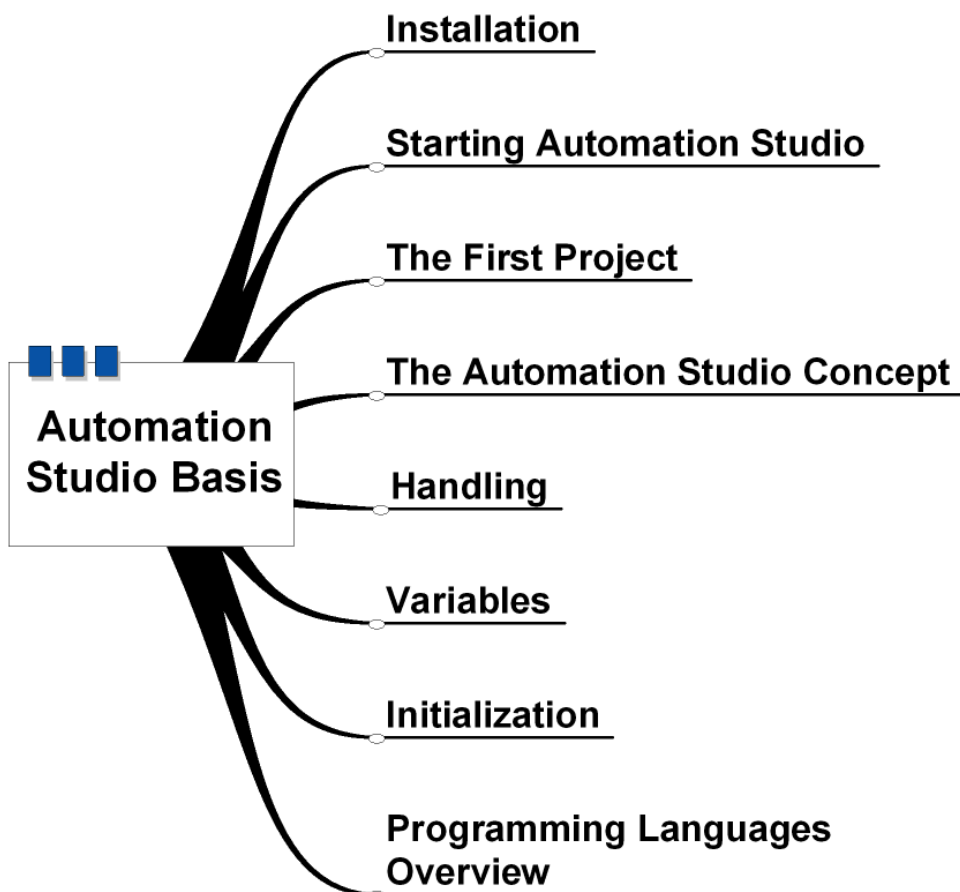 Installation
Starting Automation Studio
The First Project
The Automation Studio Concept
Automation
Studio Basis
Handling
Variables
Initialization
Programming Languages
Overview